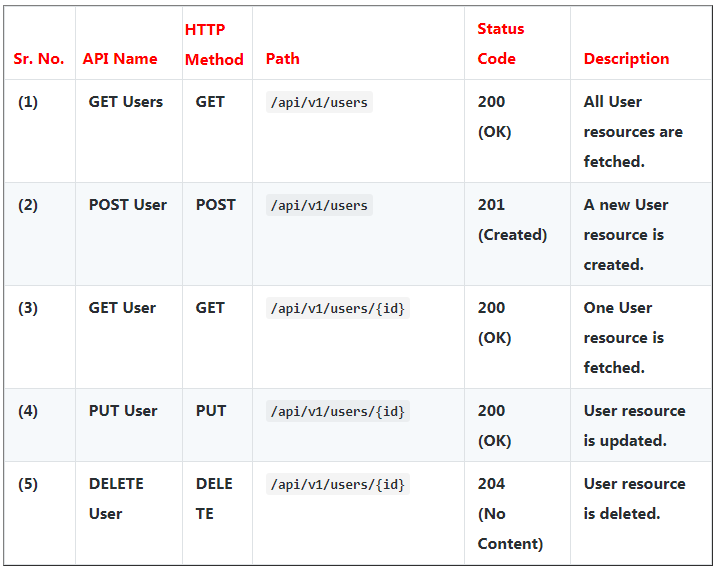 Sr. No. API Name HTTP Method Path Status Code Description
(1) GET Users GET /api/v1/users 200 (OK) All User resources are fetched.
(2) POST User POST /api/v1/users 201 (Created) A new User resource is created.
(3) GET User GET /api/v1/users/{id} 200 (OK) One User resource is fetched.
(4) PUT User PUT /api/v1/users/{id} 200 (OK) User resource is updated.
(5) DELETE User DELETE /api/v1/users/{id} 204 (No Content) User resource is deleted.